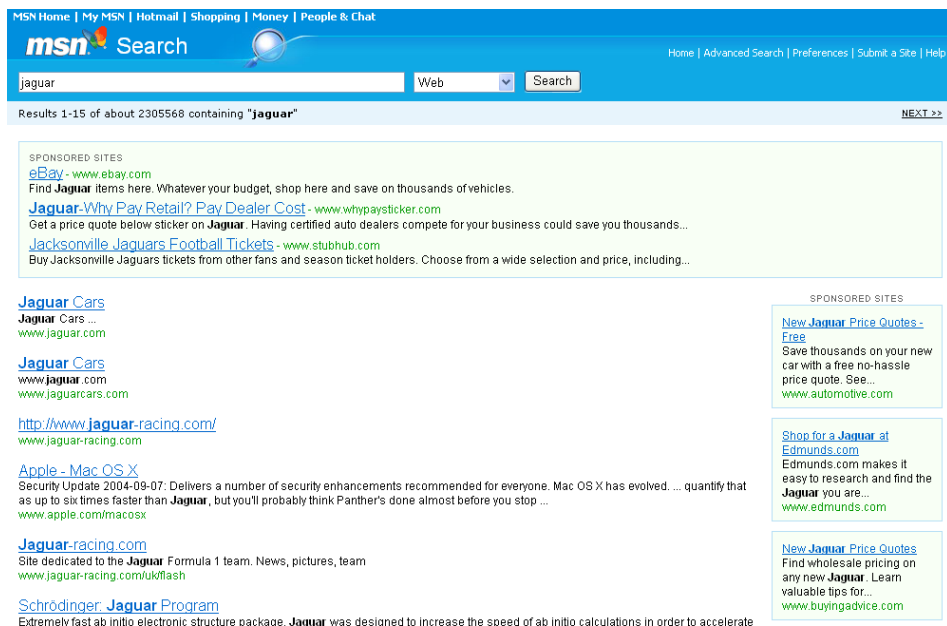 MSN Home | My MSN | Hotmail | Shopping | Money | People & Chat
msn Search
Home | Advanced Search | Preferences | Submit a Site | Help
jaguar Web Search
Results 1-15 of about 2305568 containing "jaguar" NEXT >>
SPONSORED SITES
eBay - www.ebay.com
Find Jaguar items here. Whatever your budget, shop here and save on thousands of vehicles.
Jaguar-Why Pay Retail? Pay Dealer Cost - www.whypaysticker.com
Get a price quote below sticker on Jaguar. Having certified auto dealers compete for your business could save you thousands...
Jacksonville Jaguars Football Tickets - www.stubhub.com
Buy Jacksonville Jaguars tickets from other fans and season ticket holders. Choose from a wide selection and price, including...
Jaguar Cars
Jaguar Cars ...
www.jaguar.com
Jaguar Cars
www.jaguar.com
www.jaguarcars.com
http://www.jaguar-racing.com/
www.jaguar-racing.com
Apple - Mac OS X
Security Update 2004-09-07: Delivers a number of security enhancements recommended for everyone. Mac OS X has evolved. ... quantify that
as up to six times faster than Jaguar, but you'll probably think Panther's done almost before you stop ...
www.apple.com/macosx
Jaguar-racing.com
Site dedicated to the Jaguar Formula 1 team. News, pictures, team
www.jaguar-racing.com/uk/flash
Schrödinger: Jaguar Program
Extremely fast ab initio electronic structure package. Jaguar was designed to increase the speed of ab initio calculations in order to accelerate
SPONSORED SITES
New Jaguar Price Quotes -
Free
Save thousands on your new
car with a free no-hassle
price quote. See...
www.automotive.com
Shop for a Jaguar at
Edmunds.com
Edmunds.com makes it
easy to research and find the
Jaguar you are...
www.edmunds.com
New Jaguar Price Quotes
Find wholesale pricing on
any new Jaguar. Learn
valuable tips for...
www.buyingadvice.com